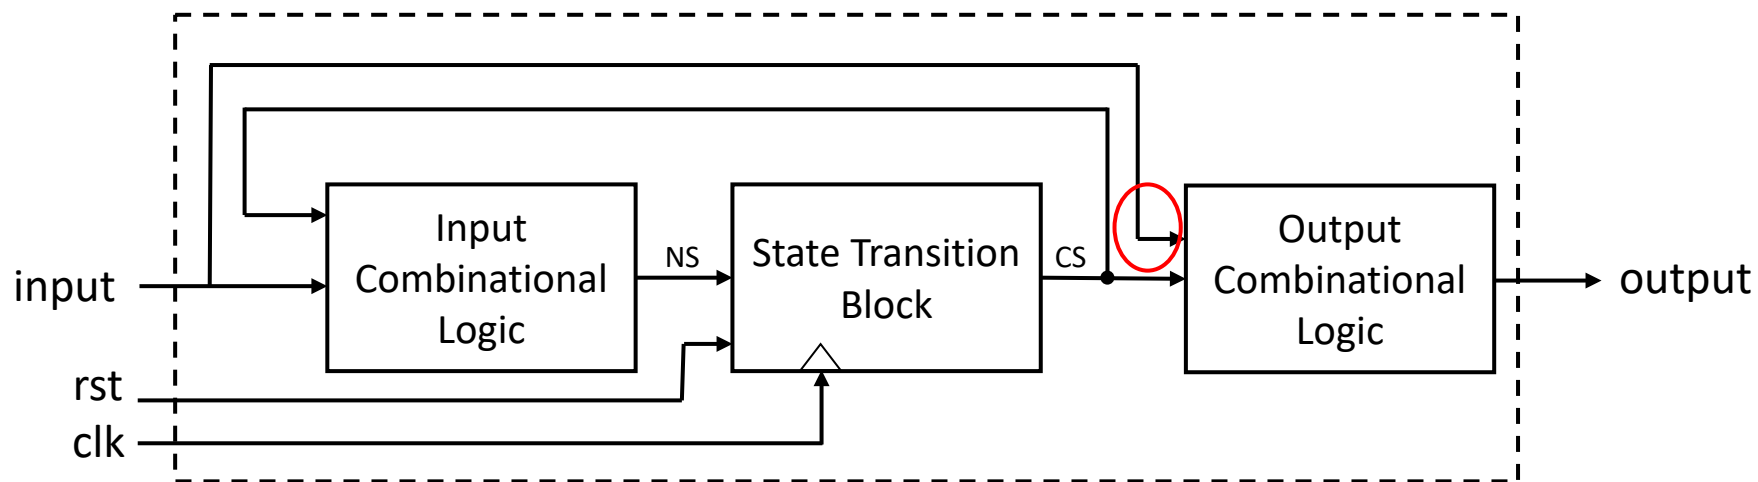 input
rst
clk
Input
Combinational
Logic
NS
State Transition
Block
CS
Output
Combinational
Logic
output